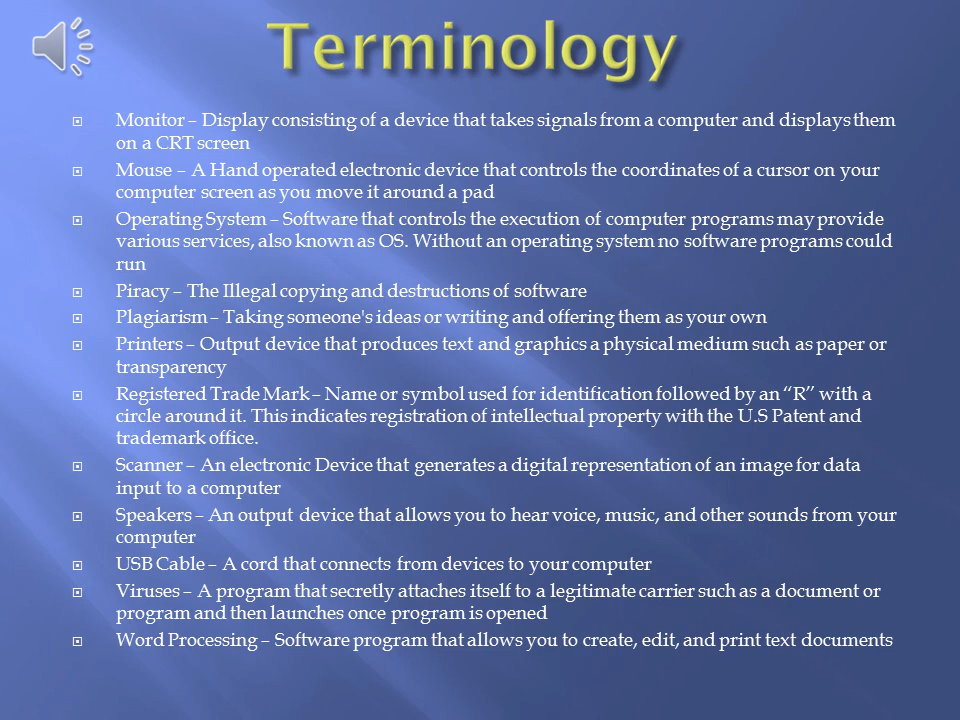 Terminology
Monitor – Display consisting of a device that takes signals from a computer and displays them
on a CRT screen
Mouse – A Hand operated electronic device that controls the coordinates of a cursor on your
computer screen as you move it around a pad
Operating System – Software that controls the execution of computer programs may provide
various services, also known as OS. Without an operating system no software programs could
run
Piracy – The Illegal copying and destructions of software
Plagiarism – Taking someone's ideas or writing and offering them as your own
Printers – Output device that produces text and graphics a physical medium such as paper or
transparency
Registered Trade Mark – Name or symbol used for identification followed by an “R” with a
circle around it. This indicates registration of intellectual property with the U.S Patent and
trademark office.
Scanner – An electronic Device that generates a digital representation of an image for data
input to a computer
Speakers – An output device that allows you to hear voice, music, and other sounds from your
computer
USB Cable – A cord that connects from devices to your computer
Viruses – A program that secretly attaches itself to a legitimate carrier such as a document or
program and then launches once program is opened
Word Processing – Software program that allows you to create, edit, and print text documents